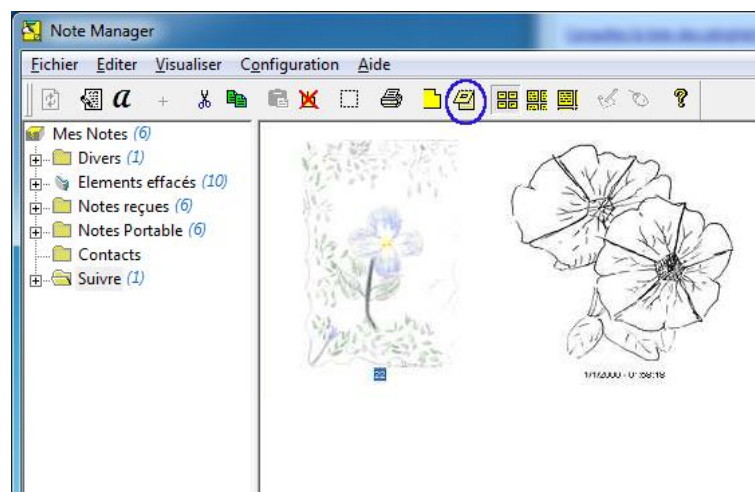 Note Manager
Fichier Editer Visualiser Configuration Aide
a
?
Mes Notes (6)
Divers (1)
Elements effacés (10)
Notes reçues (6)
Notes Portable (6)
Contacts
Suivre (1)
22
1/1/2000 - 01:58:18